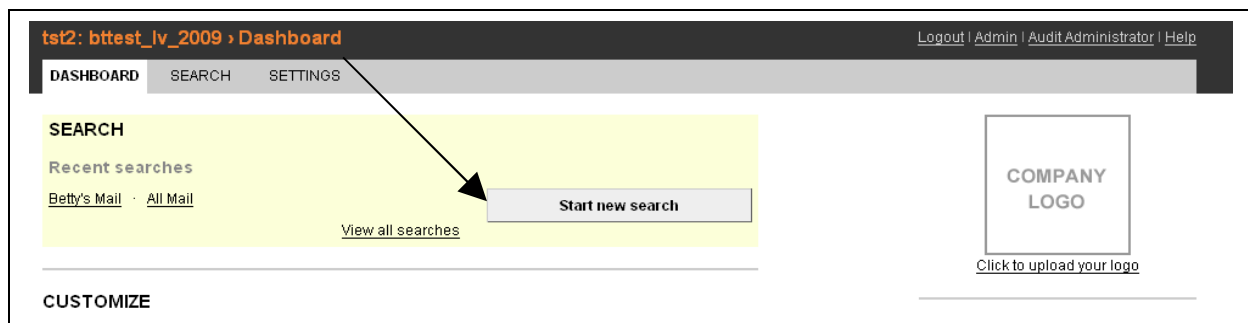 tst2: bttest_lv_2009 › Dashboard
Logout | Admin | Audit Administrator | Help
DASHBOARD SEARCH SETTINGS
SEARCH
Recent searches
Betty's Mail · All Mail
Start new search
View all searches
COMPANY
LOGO
Click to upload your logo
CUSTOMIZE